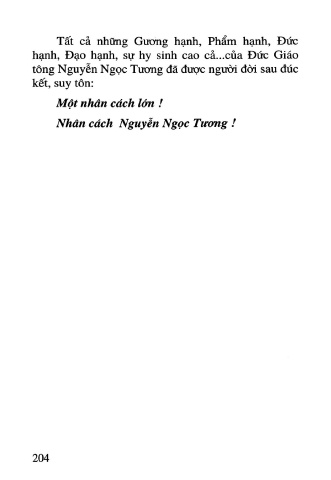 Tất cả những Gương hạnh, Phẩm hạnh, Đức
hạnh, Đạo hạnh, sự hy sinh cao cả...của Đức Giáo
tông Nguyễn Ngọc Tương đã được người đời sau đúc
kết, suy tôn:
Một nhân cách lớn !
Nhân cách Nguyễn Ngọc Tương !
204